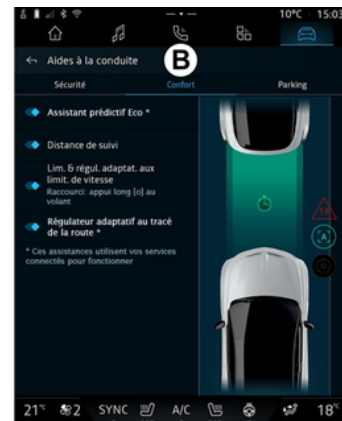 10°C 15:03
Aides à la conduite
B
Sécurité Confort Parking
Assistant prédictif Eco *
Distance de suivi
Lim. & régul. adaptat. aux
limit. de vitesse
Raccourci: appui long [o] au
volant
Régulateur adaptatif au tracé
de la route *
* Ces assistances utilisent vos services
connectés pour fonctionner
A
21°C 2 SYNC A/C 18°C